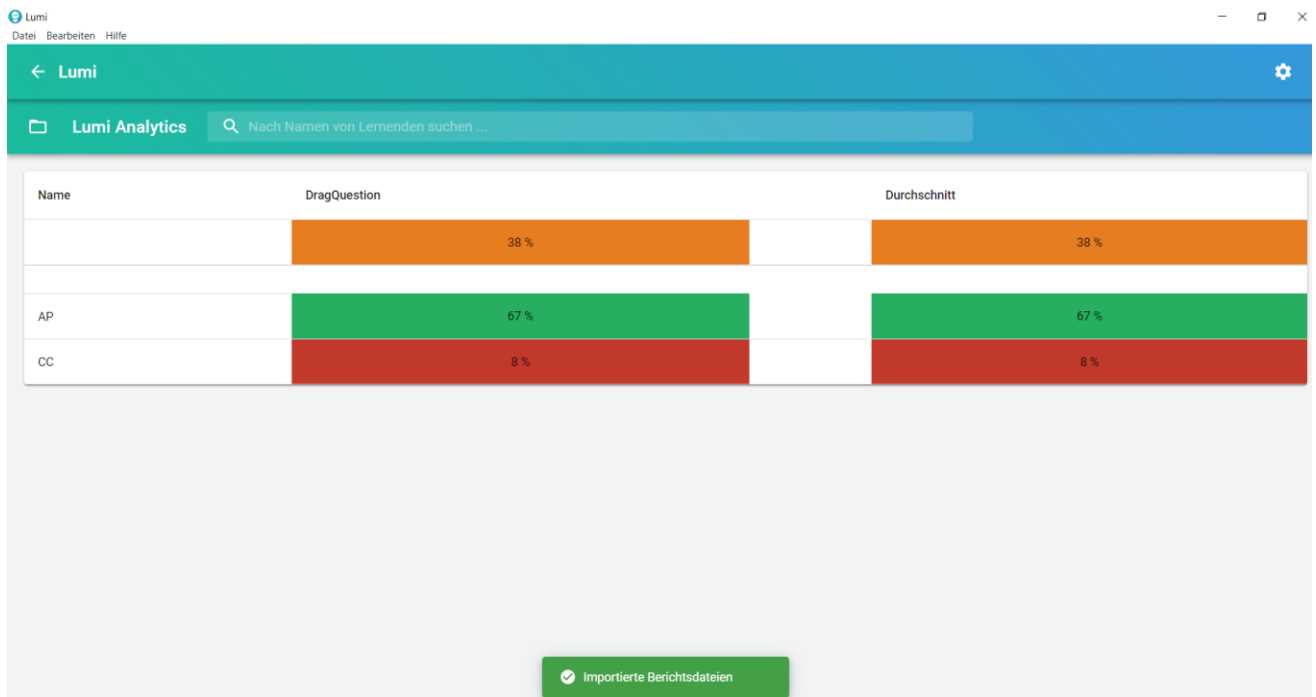 Lumi
Datei Bearbeiten Hilfe
Lumi
Lumi Analytics Nach Namen von Lernenden suchen ...
Name DragQuestion Durchschnitt
38 % 38 %
AP 67 % 67 %
CC 8 % 8 %
Importierte Berichtsdateien